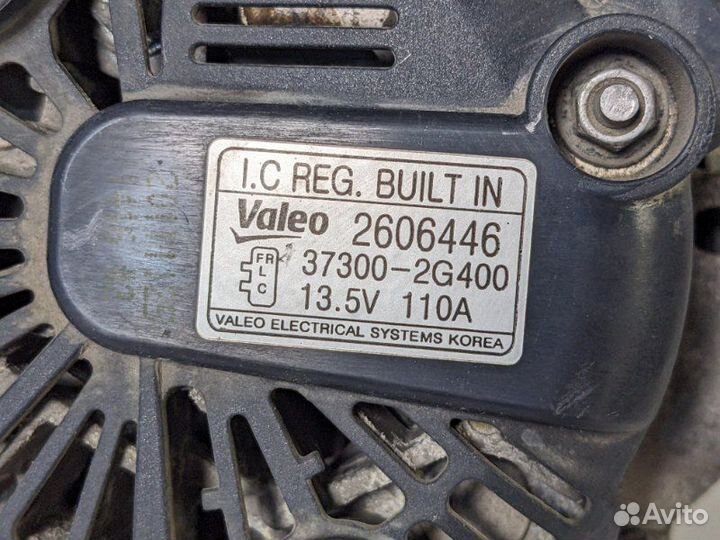 I.C REG. BUILT IN
Valeo 2606446
FR
L
C
37300-2G400
13.5V 110A
VALEO ELECTRICAL SYSTEMS KOREA
Avito